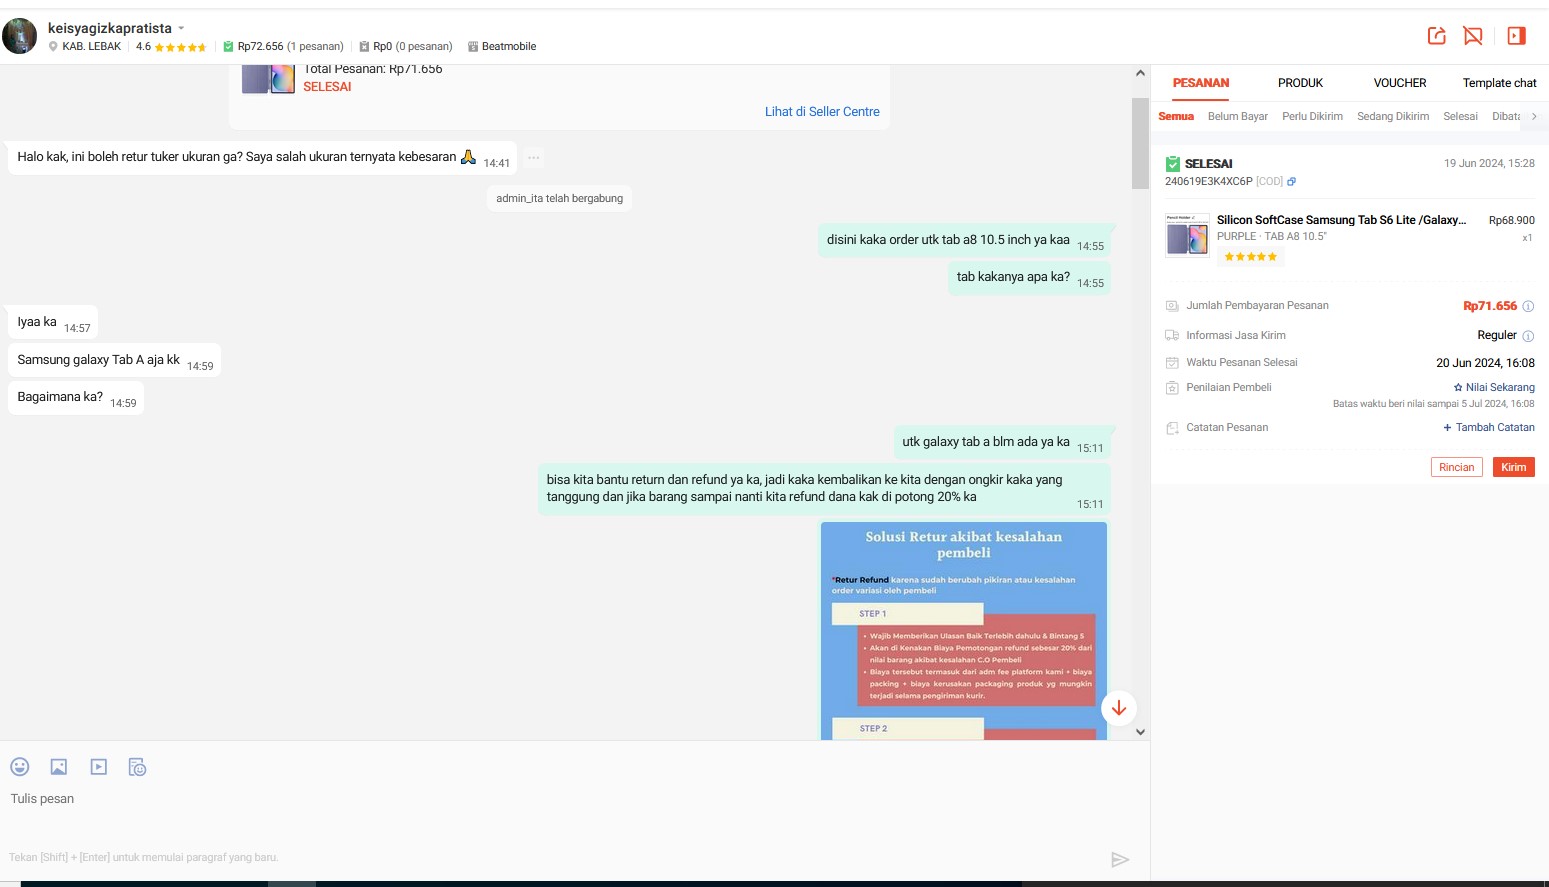 keisyagizkapratista
KAB. LEBAK 4.6 Rp72.656 (1 pesanan) Rp0 (0 pesanan) Beatmobile
Total Pesanan: Rp71.656
SELESAI
Lihat di Seller Centre
Halo kak, ini boleh retur tuker ukuran ga? Saya salah ukuran ternyata kebesaran 🙏 14:41
admin_ita telah bergabung
disini kaka order utk tab a8 10.5 inch ya kaa 14:55
tab kakanya apa ka? 14:55
Iyaa ka 14:57
Samsung galaxy Tab A aja kk 14:59
Bagaimana ka? 14:59
utk galaxy tab a blm ada ya ka 15:11
bisa kita bantu return dan refund ya ka, jadi kaka kembalikan ke kita dengan ongkir kaka yang
tanggung dan jika barang sampai nanti kita refund dana kak di potong 20% ka
15:11
Solusi Retur akibat kesalahan
pembeli
*Retur Refund karena sudah berubah pikiran atau kesalahan
order variasi oleh pembeli
STEP 1
• Wajib Memberikan Ulasan Baik Terlebih dahulu & Bintang 5
• Akan di Kenakan Biaya Pemotongan refund sebesar 20% dari
nilai barang akibat kesalahan C.O Pembeli
• Biaya tersebut termasuk dari adm fee platform kami + biaya
packing + biaya kerusakan packaging produk yg mungkin
terjadi selama pengiriman kurir.
STEP 2
Tulis pesan
Tekan [Shift] + [Enter] untuk memulai paragraf yang baru.
PESANAN PRODUK VOUCHER Template chat
Semua Belum Bayar Perlu Dikirim Sedang Dikirim Selesai Dibata
SELESAI 19 Jun 2024, 15:28
240619E3K4XC6P [COD]
Silicon SoftCase Samsung Tab S6 Lite /Galaxy... Rp68.900
PURPLE · TAB A8 10.5" x1
Jumlah Pembayaran Pesanan Rp71.656
Informasi Jasa Kirim Reguler
Waktu Pesanan Selesai 20 Jun 2024, 16:08
Penilaian Pembeli Nilai Sekarang
Batas waktu beri nilai sampai 5 Jul 2024, 16:08
Catatan Pesanan + Tambah Catatan
Rincian Kirim